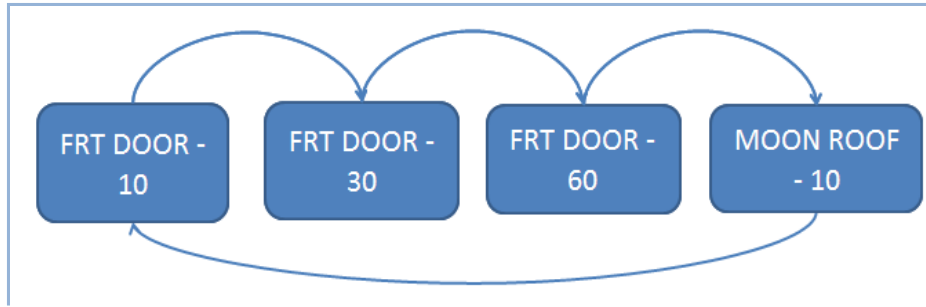 FRT DOOR -
10
FRT DOOR -
30
FRT DOOR -
60
MOON ROOF
- 10